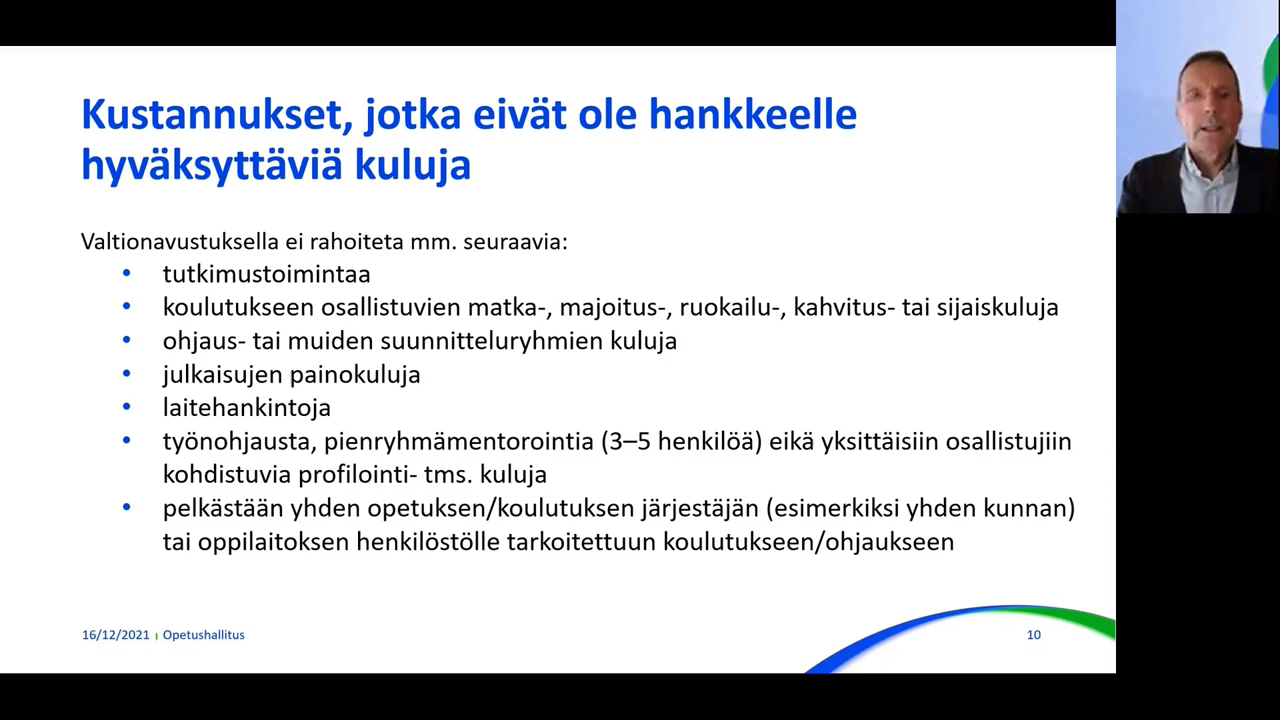 Kustannukset, jotka eivät ole hankkeelle
hyväksyttäviä kuluja
Valtionavustuksella ei rahoiteta mm. seuraavia:
• tutkimustoimintaa
• koulutukseen osallistuvien matka-, majoitus-, ruokailu-, kahvitus- tai sijaiskuluja
• ohjaus- tai muiden suunnitteluryhmien kuluja
• julkaisujen painokuluja
• laitehankintoja
• työnohjausta, pienryhmämentorointia (3–5 henkilöä) eikä yksittäisiin osallistujiin
kohdistuvia profilointi- tms. kuluja
• pelkästään yhden opetuksen/koulutuksen järjestäjän (esimerkiksi yhden kunnan)
tai oppilaitoksen henkilöstölle tarkoitettuun koulutukseen/ohjaukseen
16/12/2021 | Opetushallitus 10